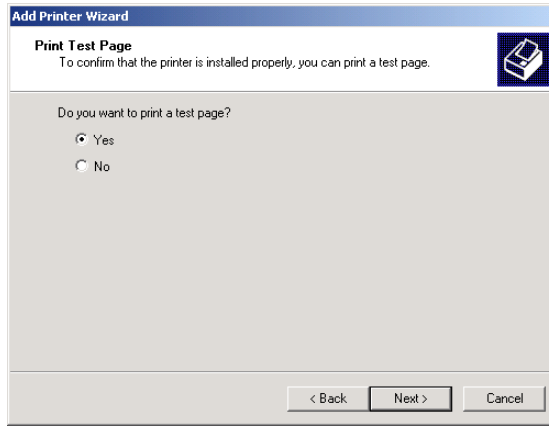 Add Printer Wizard
Print Test Page
To confirm that the printer is installed properly, you can print a test page.
Do you want to print a test page?
Yes
No
< Back Next > Cancel